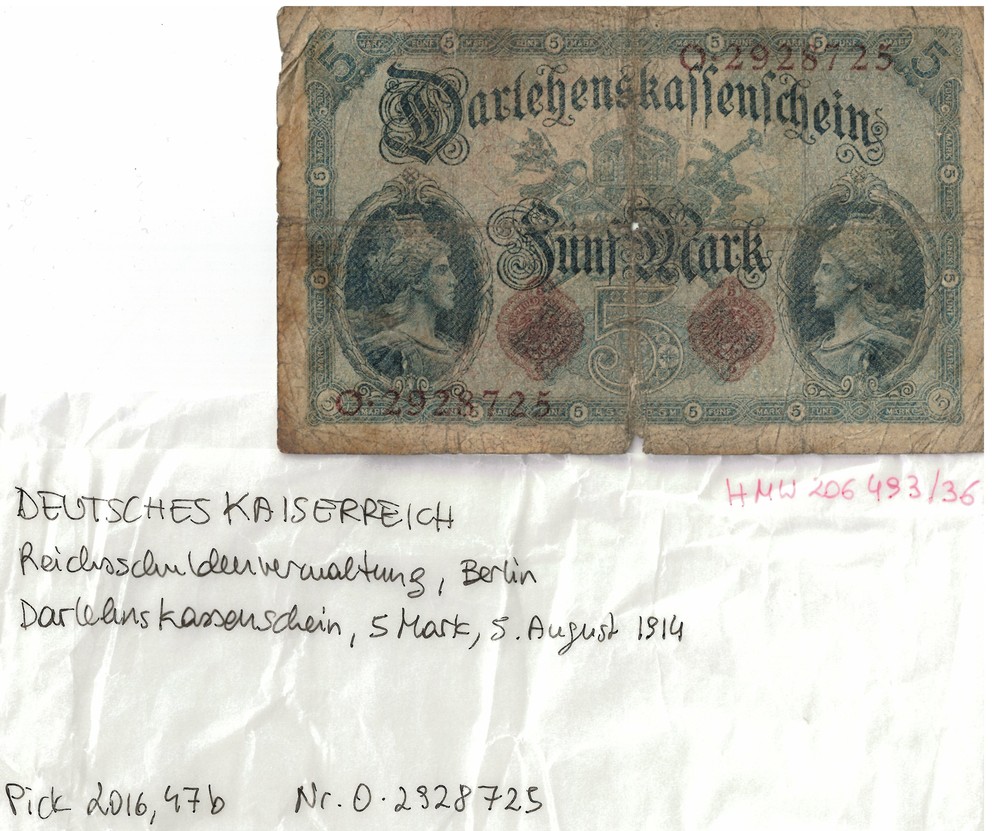 O·2928725
Darlehenskassenschein
Fünf Mark
5
O·2928725
HMW 206 493/36
DEUTSCHES KAISERREICH
Reichsschuldenverwaltung, Berlin
Darlehnskassenschein, 5 Mark, 5. August 1914
Pick 2016, 47b Nr. O·2928725